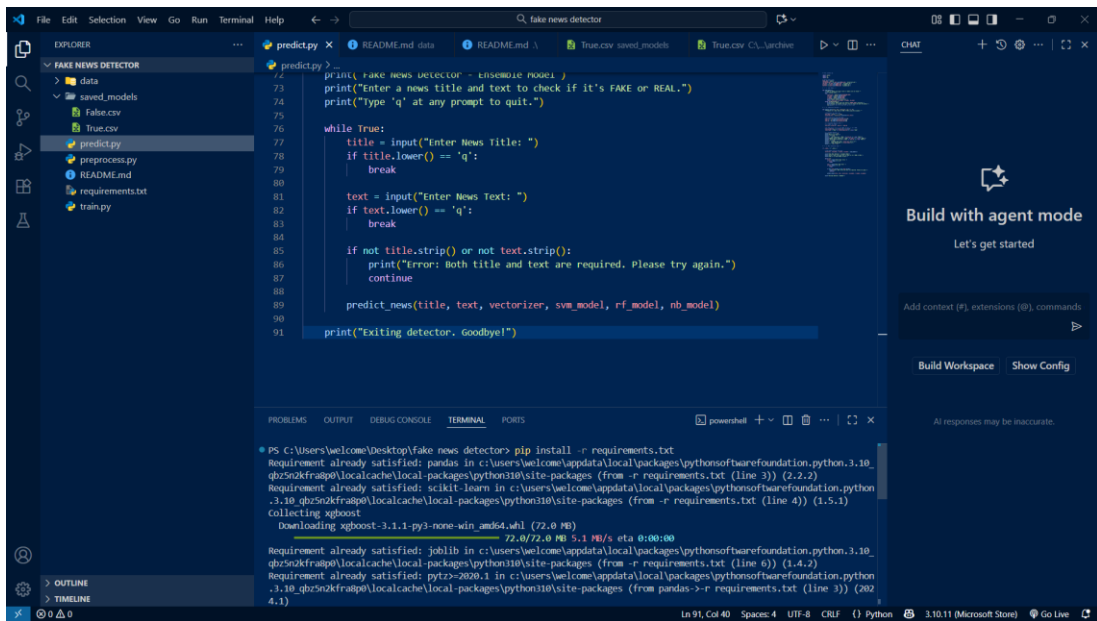 File Edit Selection View Go Run Terminal Help
fake news detector
EXPLORER
FAKE NEWS DETECTOR
data
saved_models
False.csv
True.csv
predict.py
preprocess.py
README.md
requirements.txt
train.py
OUTLINE
TIMELINE
predict.py README.md data README.md .\ True.csv saved_models True.csv C:\...\archive
predict.py > ...
72 print( Fake News Detector - Ensemble Model )
73 print("Enter a news title and text to check if it's FAKE or REAL.")
74 print("Type 'q' at any prompt to quit.")
75
76 while True:
77 title = input("Enter News Title: ")
78 if title.lower() == 'q':
79 break
80
81 text = input("Enter News Text: ")
82 if text.lower() == 'q':
83 break
84
85 if not title.strip() or not text.strip():
86 print("Error: Both title and text are required. Please try again.")
87 continue
88
89 predict_news(title, text, vectorizer, svm_model, rf_model, nb_model)
90
91 print("Exiting detector. Goodbye!")
PROBLEMS OUTPUT DEBUG CONSOLE TERMINAL PORTS
powershell
PS C:\Users\welcome\Desktop\fake news detector> pip install -r requirements.txt
Requirement already satisfied: pandas in c:\users\welcome\appdata\local\packages\pythonsoftwarefoundation.python.3.10_
qbz5n2kfra8p0\localcache\local-packages\python310\site-packages (from -r requirements.txt (line 3)) (2.2.2)
Requirement already satisfied: scikit-learn in c:\users\welcome\appdata\local\packages\pythonsoftwarefoundation.python
.3.10_qbz5n2kfra8p0\localcache\local-packages\python310\site-packages (from -r requirements.txt (line 4)) (1.5.1)
Collecting xgboost
Downloading xgboost-3.1.1-py3-none-win_amd64.whl (72.0 MB)
72.0/72.0 MB 5.1 MB/s eta 0:00:00
Requirement already satisfied: joblib in c:\users\welcome\appdata\local\packages\pythonsoftwarefoundation.python.3.10_
qbz5n2kfra8p0\localcache\local-packages\python310\site-packages (from -r requirements.txt (line 6)) (1.4.2)
Requirement already satisfied: pytz>=2020.1 in c:\users\welcome\appdata\local\packages\pythonsoftwarefoundation.python
.3.10_qbz5n2kfra8p0\localcache\local-packages\python310\site-packages (from pandas->-r requirements.txt (line 3)) (202
4.1)
CHAT
Build with agent mode
Let's get started
Add context (#), extensions (@), commands
Build Workspace Show Config
AI responses may be inaccurate.
0 0 Ln 91, Col 40 Spaces: 4 UTF-8 CRLF {} Python 3.10.11 (Microsoft Store) Go Live